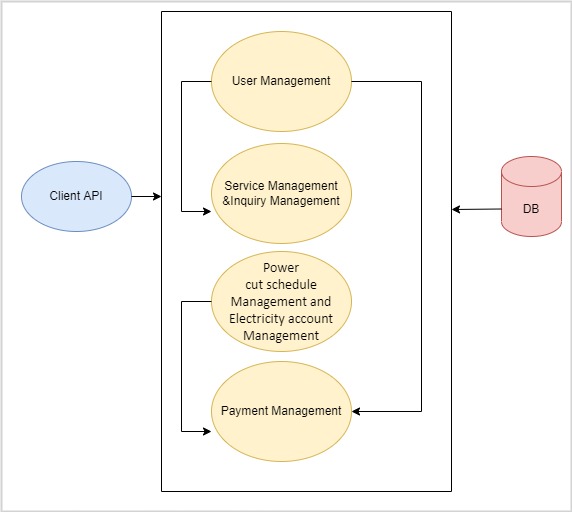 User Management
Client API
Service Management
&Inquiry Management
DB
Power
cut schedule
Management and
Electricity account
Management
Payment Management